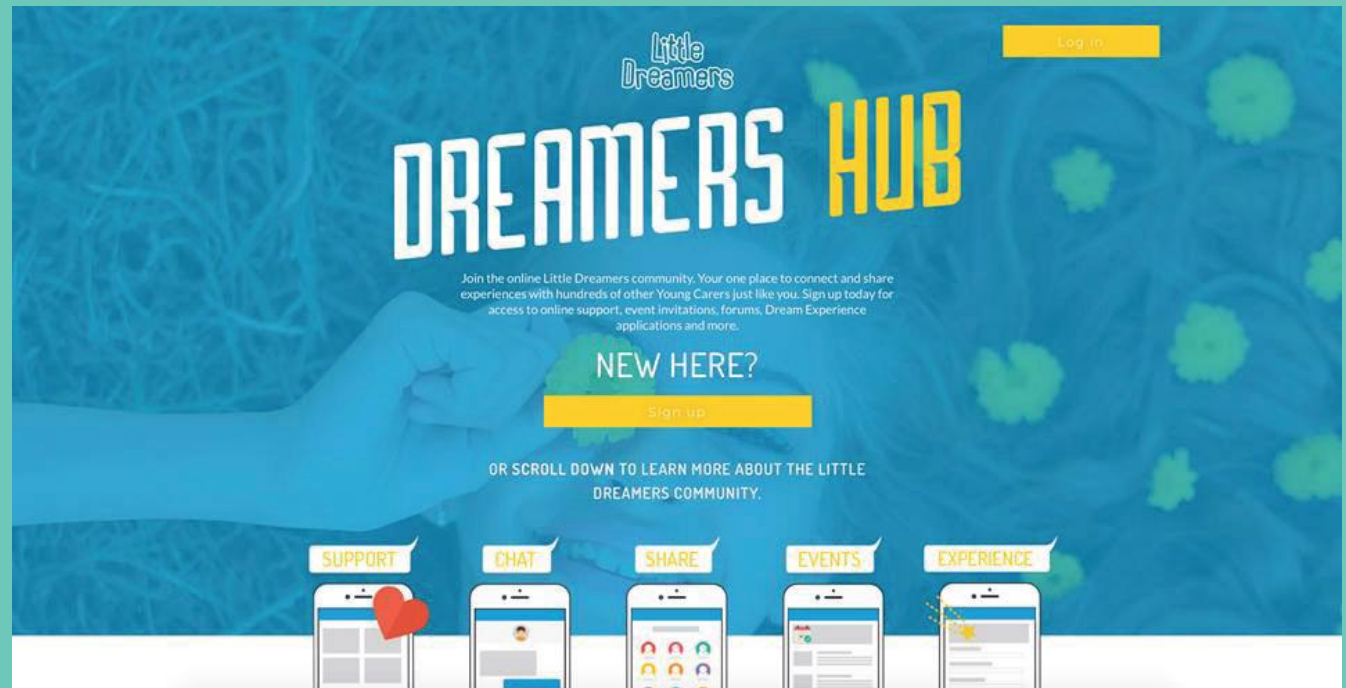 Little
Dreamers
Log in
DREAMERS HUB
Join the online Little Dreamers community. Your one place to connect and share
experiences with hundreds of other Young Carers just like you. Sign up today for
access to online support, event invitations, forums, Dream Experience
applications and more.
NEW HERE?
Sign up
OR SCROLL DOWN TO LEARN MORE ABOUT THE LITTLE
DREAMERS COMMUNITY.
SUPPORT
CHAT
SHARE
EVENTS
EXPERIENCE